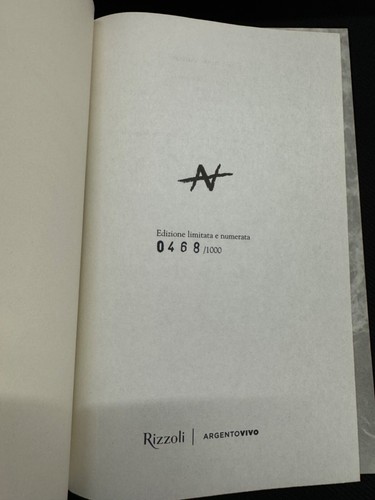 Edizione limitata e numerata
0468/1000
Rizzoli | ARGENTOVIVO